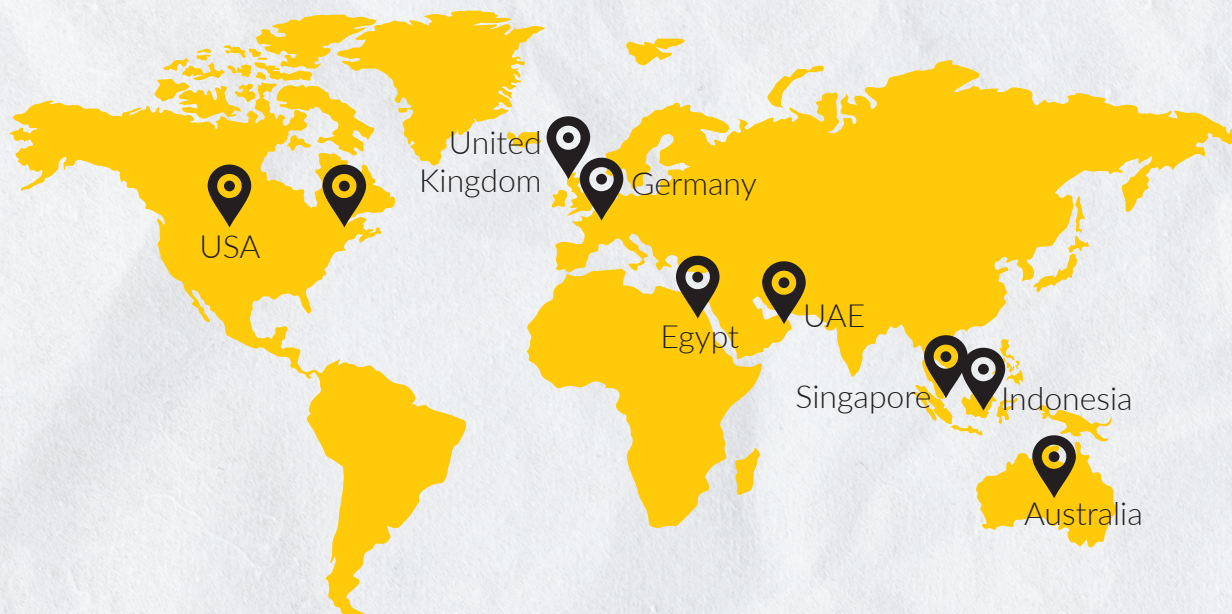 United
Kingdom
Germany
USA
Egypt
UAE
Singapore
Indonesia
Australia